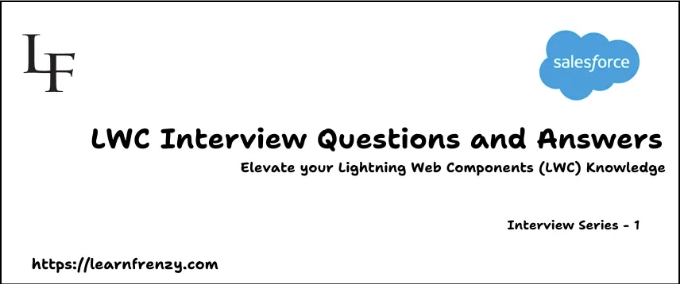 LF
salesforce
LWC Interview Questions and Answers
Elevate your Lightning Web Components (LWC) Knowledge
Interview Series - 1
https://learnfrenzy.com